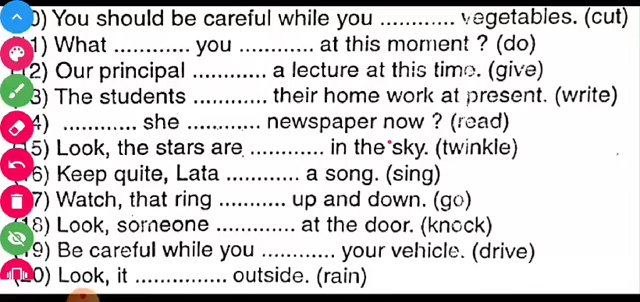 0) You should be careful while you ............ vegetables. (cut)
1) What ............ you ............ at this moment ? (do)
2) Our principal ............ a lecture at this time. (give)
3) The students ............ their home work at present. (write)
4) ............ she ............ newspaper now ? (read)
5) Look, the stars are ............ in the sky. (twinkle)
6) Keep quite, Lata ............ a song. (sing)
7) Watch, that ring ............ up and down. (go)
(18) Look, someone ............. at the door. (knock)
19) Be careful while you ............ your vehicle. (drive)
(20) Look, it ............... outside. (rain)